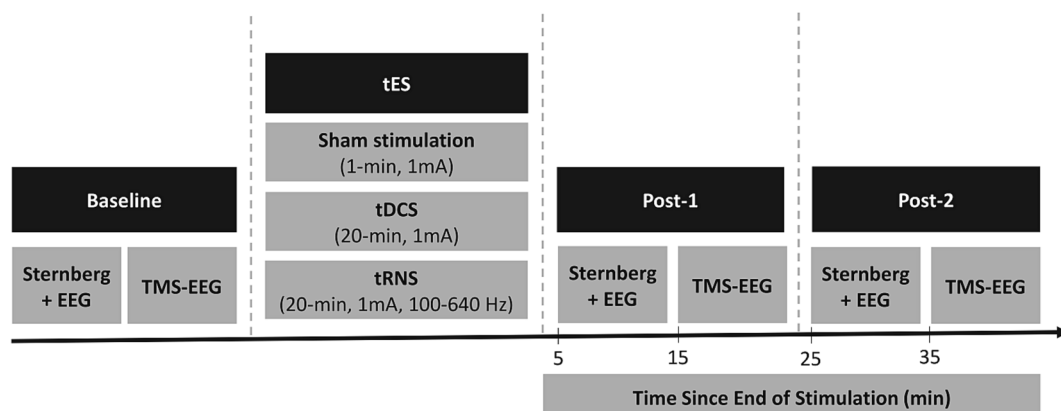 tES
Sham stimulation
(1-min, 1mA)
tDCS
(20-min, 1mA)
tRNS
(20-min, 1mA, 100-640 Hz)
Baseline
Sternberg
+ EEG
TMS-EEG
Post-1
Sternberg
+ EEG
TMS-EEG
Post-2
Sternberg
+ EEG
TMS-EEG
5
15
25
35
Time Since End of Stimulation (min)